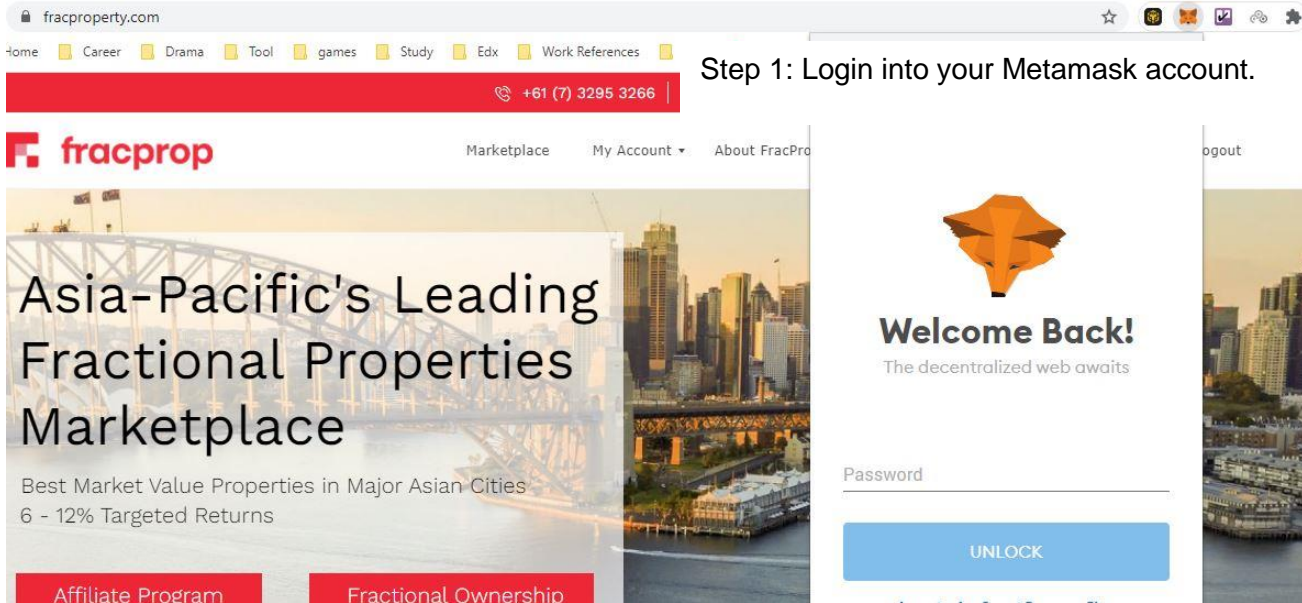 fracproperty.com
Home Career Drama Tool games Study Edx Work References
Step 1: Login into your Metamask account.
+61 (7) 3295 3266
fracprop
Marketplace My Account About FracPro ogout
Asia-Pacific's Leading
Fractional Properties
Marketplace
Best Market Value Properties in Major Asian Cities
6 - 12% Targeted Returns
Affiliate Program Fractional Ownership
Welcome Back!
The decentralized web awaits
Password
UNLOCK